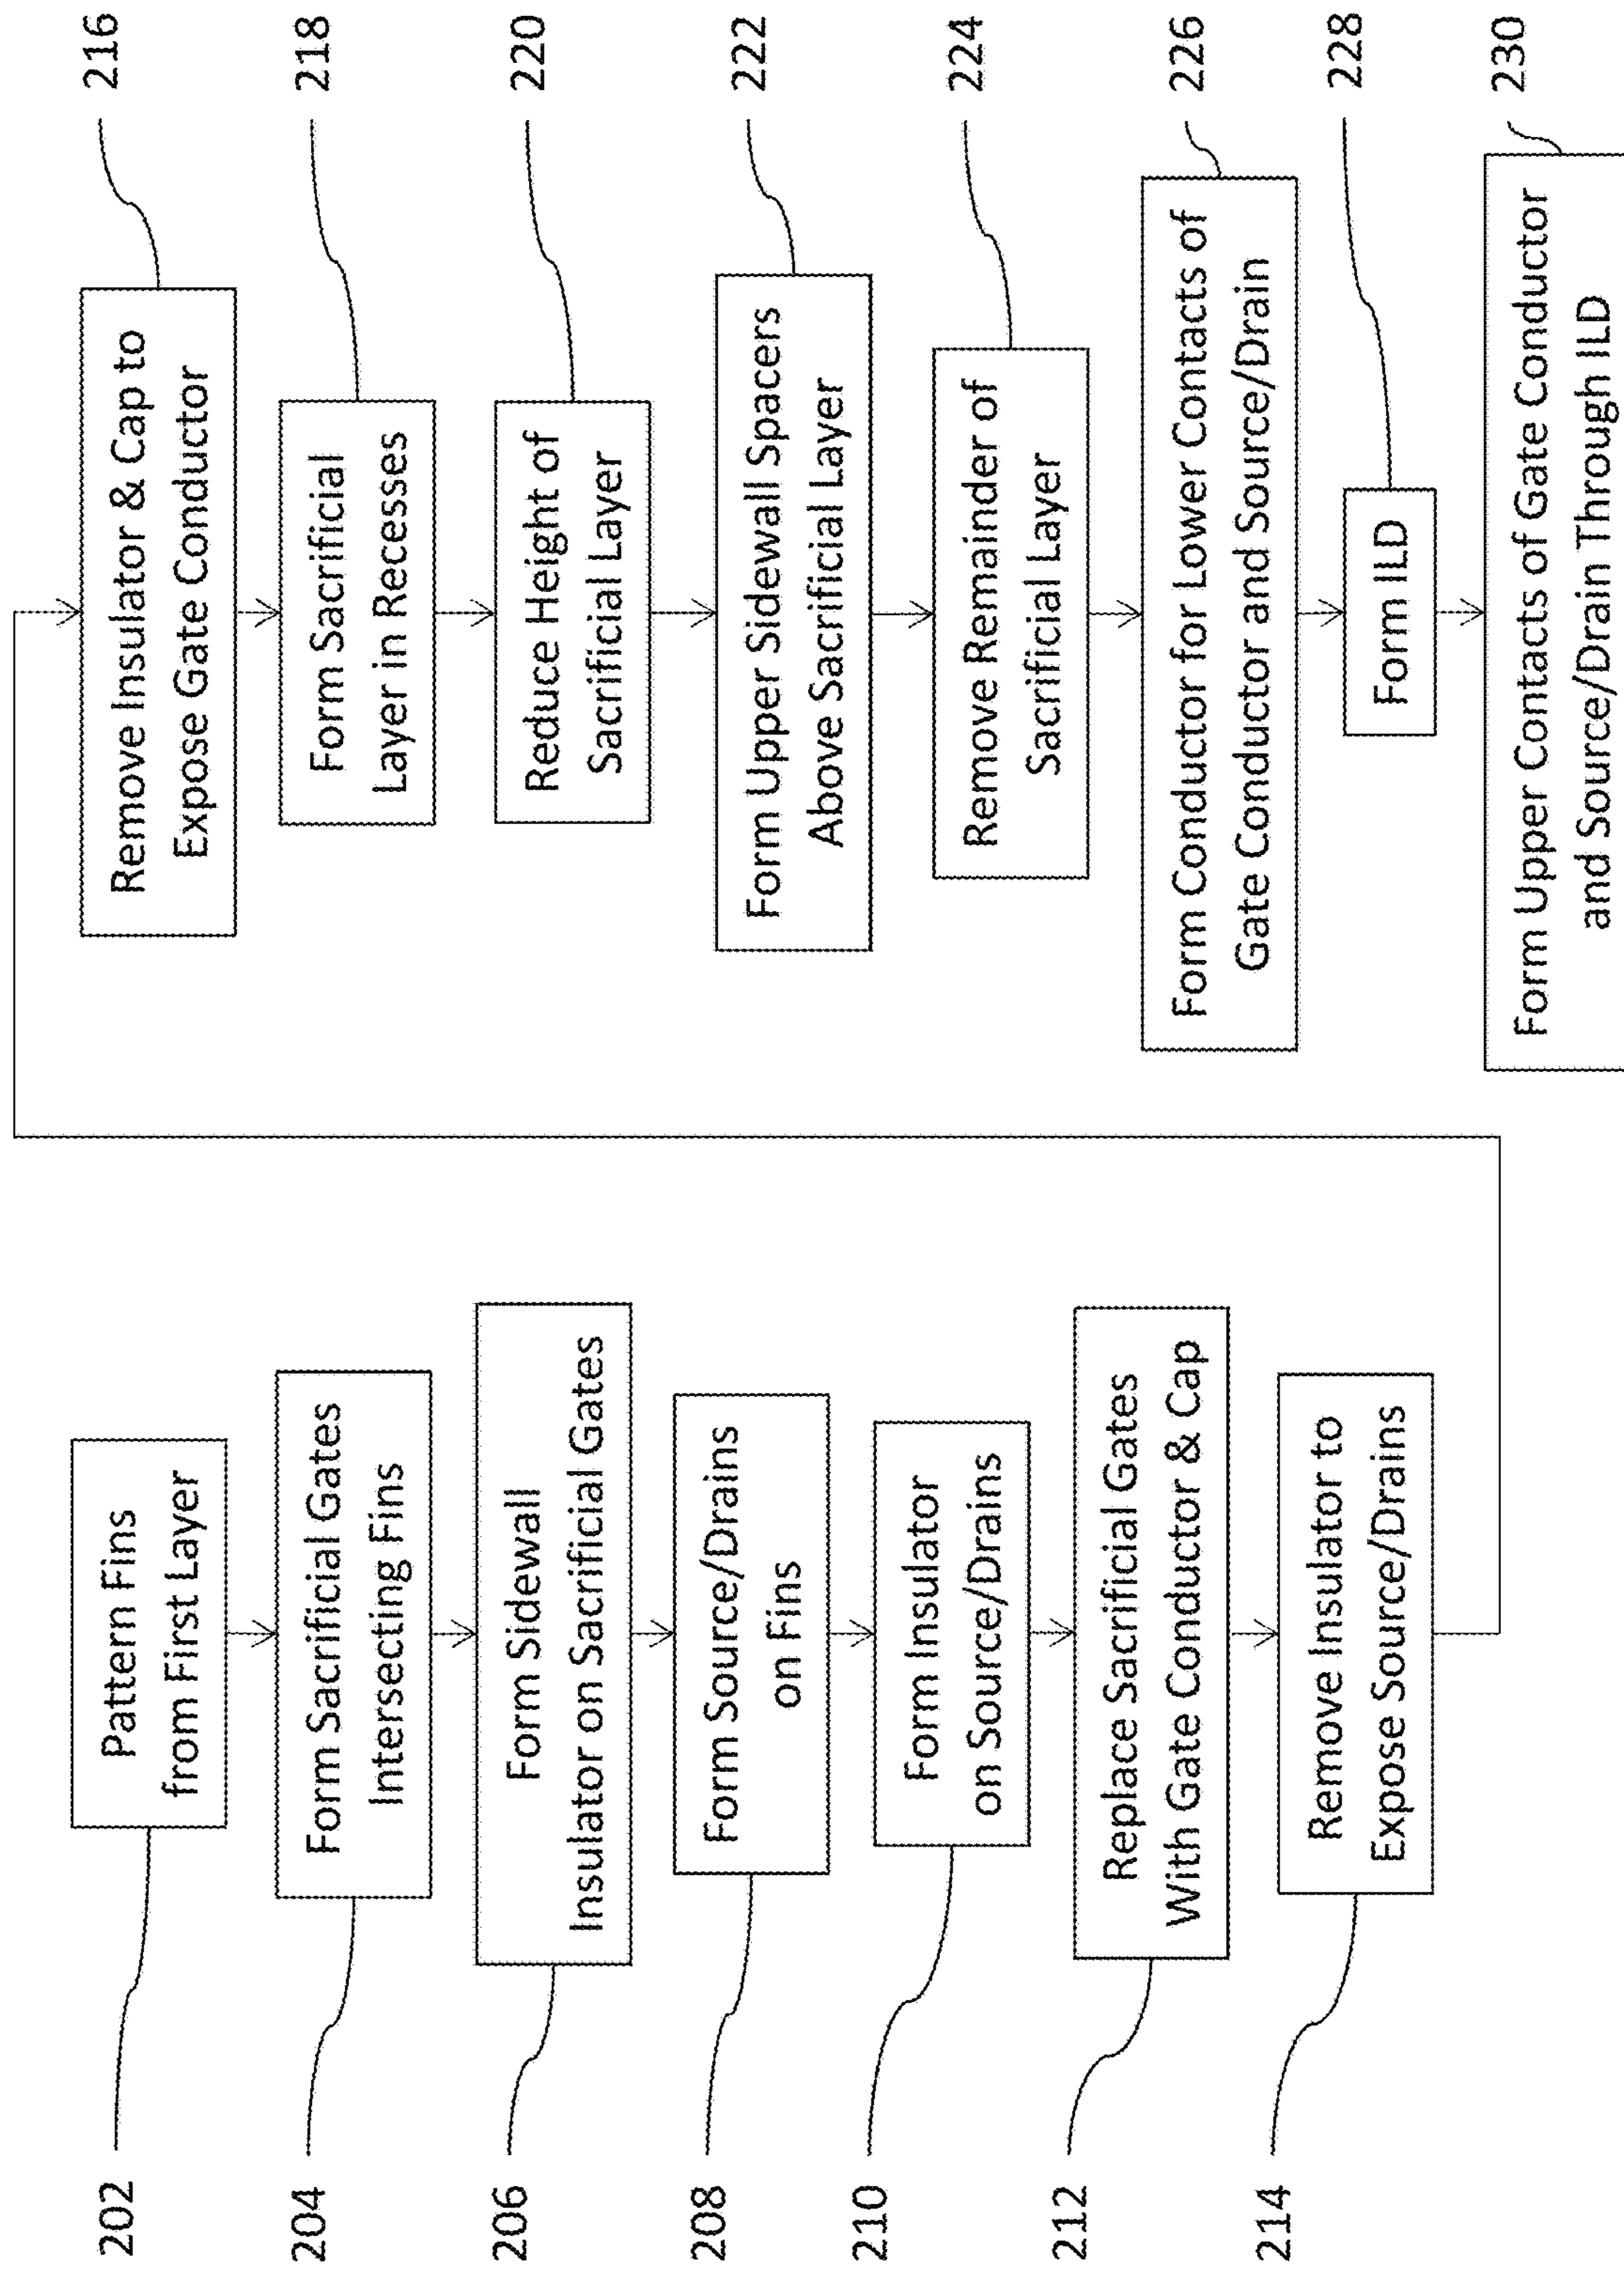 202
Pattern Fins
from First Layer
204
Form Sacrificial Gates
Intersecting Fins
206
Form Sidewall
Insulator on Sacrificial Gates
208
Form Source/Drains
on Fins
210
Form Insulator
on Source/Drains
212
Replace Sacrificial Gates
With Gate Conductor & Cap
214
Remove Insulator to
Expose Source/Drains
216
Remove Insulator & Cap to
Expose Gate Conductor
218
Form Sacrificial
Layer in Recesses
220
Reduce Height of
Sacrificial Layer
222
Form Upper Sidewall Spacers
Above Sacrificial Layer
224
Remove Remainder of
Sacrificial Layer
226
Form Conductor for Lower Contacts of
Gate Conductor and Source/Drain
228
Form ILD
230
Form Upper Contacts of Gate Conductor
and Source/Drain Through ILD